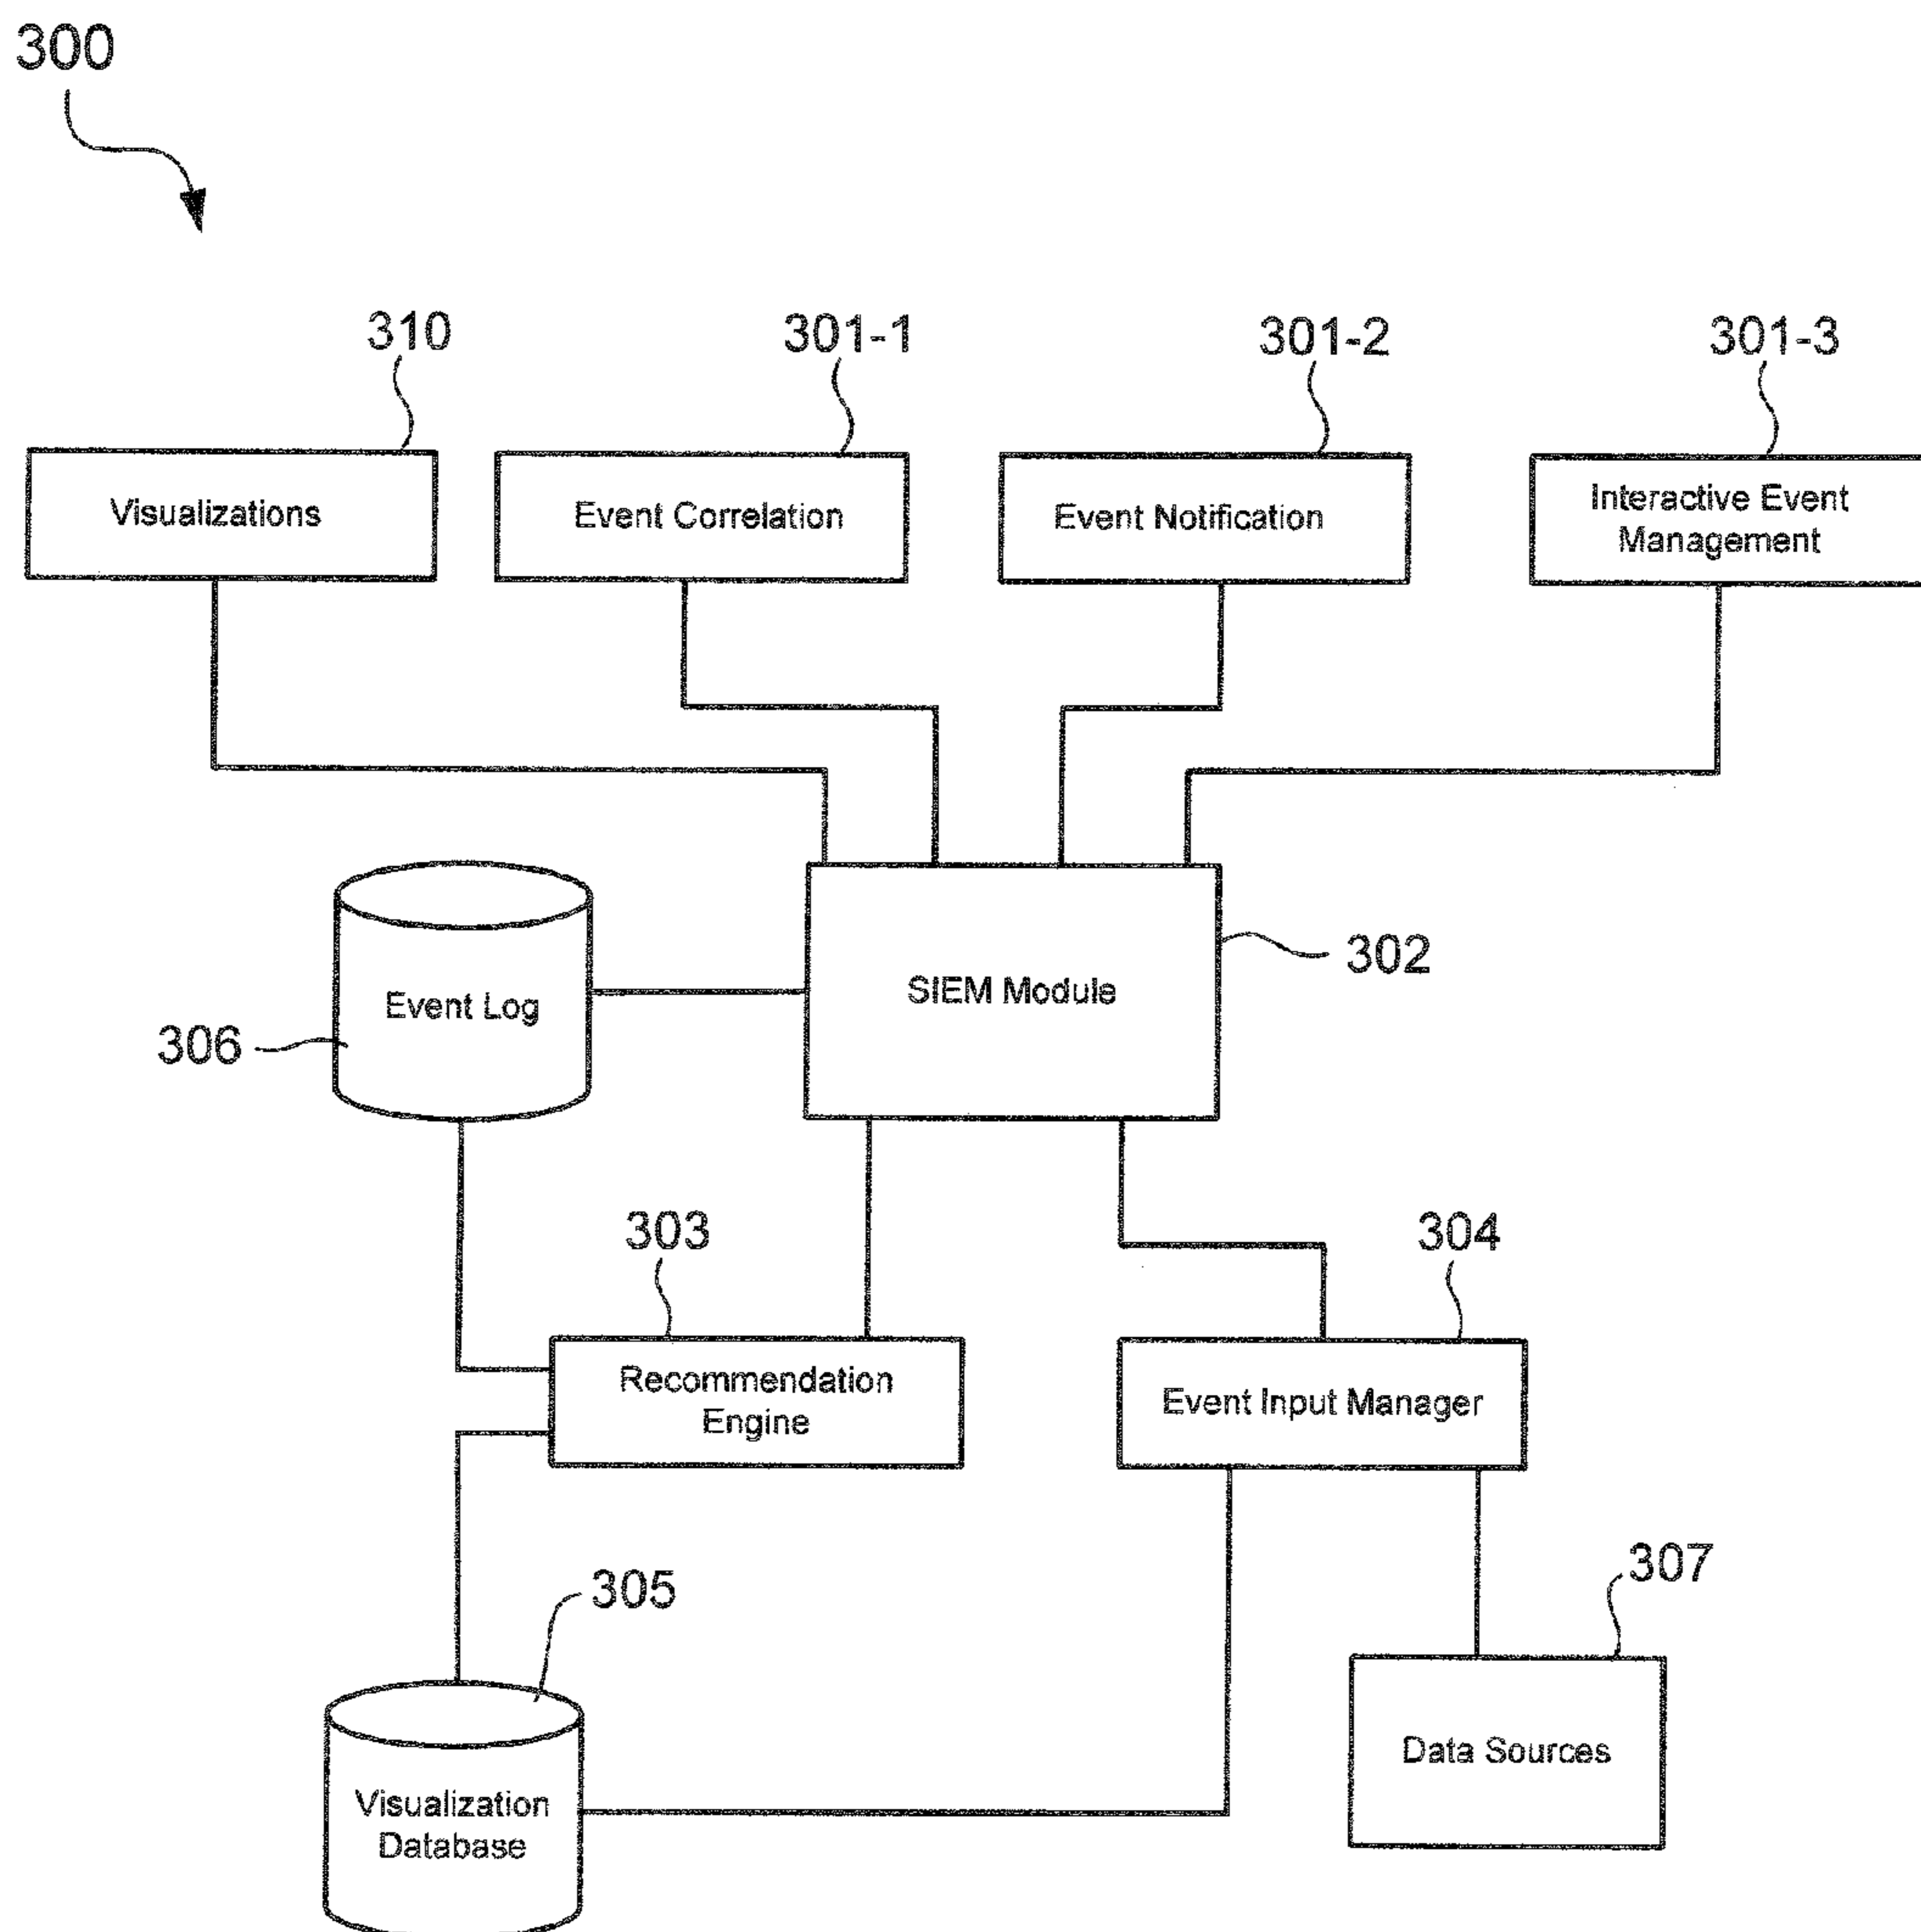 300
310
301-1
301-2
301-3
Visualizations
Event Correlation
Event Notification
Interactive Event
Management
302
SIEM Module
Event Log
306
303
304
Recommendation
Engine
Event Input Manager
305
307
Data Sources
Visualization
Database